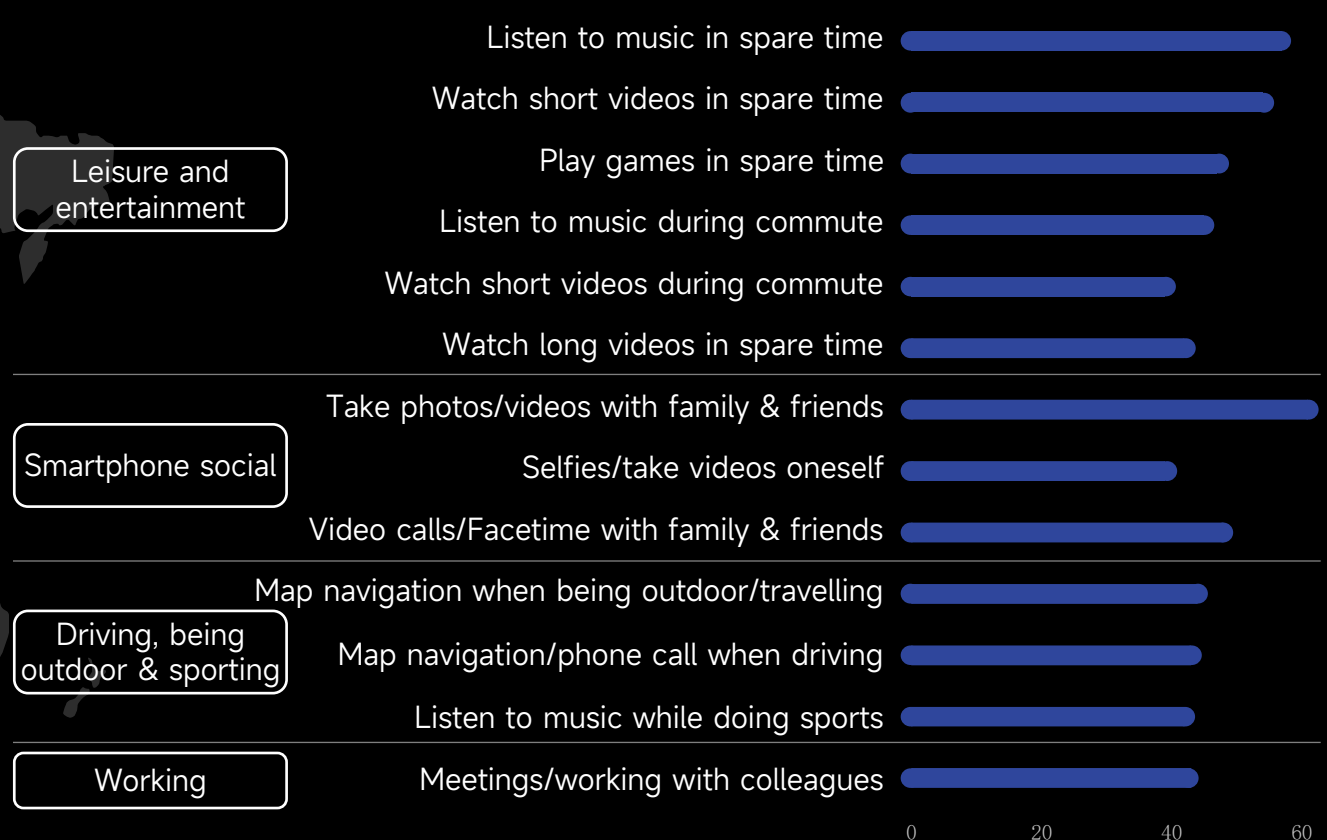 Listen to music in spare time
Watch short videos in spare time
Play games in spare time
Leisure and
entertainment
Listen to music during commute
Watch short videos during commute
Watch long videos in spare time
Take photos/videos with family & friends
Smartphone social
Selfies/take videos oneself
Video calls/Facetime with family & friends
Map navigation when being outdoor/travelling
Driving, being
outdoor & sporting
Map navigation/phone call when driving
Listen to music while doing sports
Working
Meetings/working with colleagues
0 20 40 60